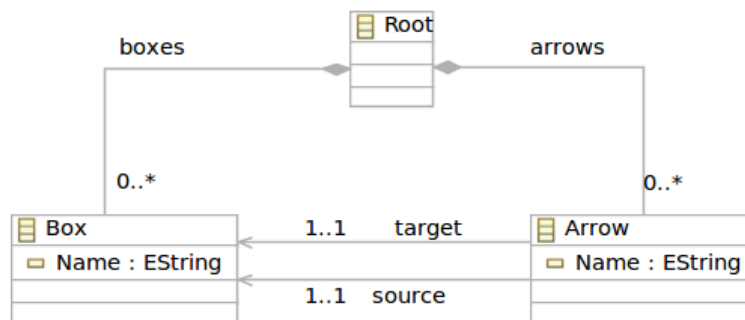 Root
boxes
arrows
0..*
0..*
Box
1..1 target
Arrow
Name : EString
Name : EString
1..1 source